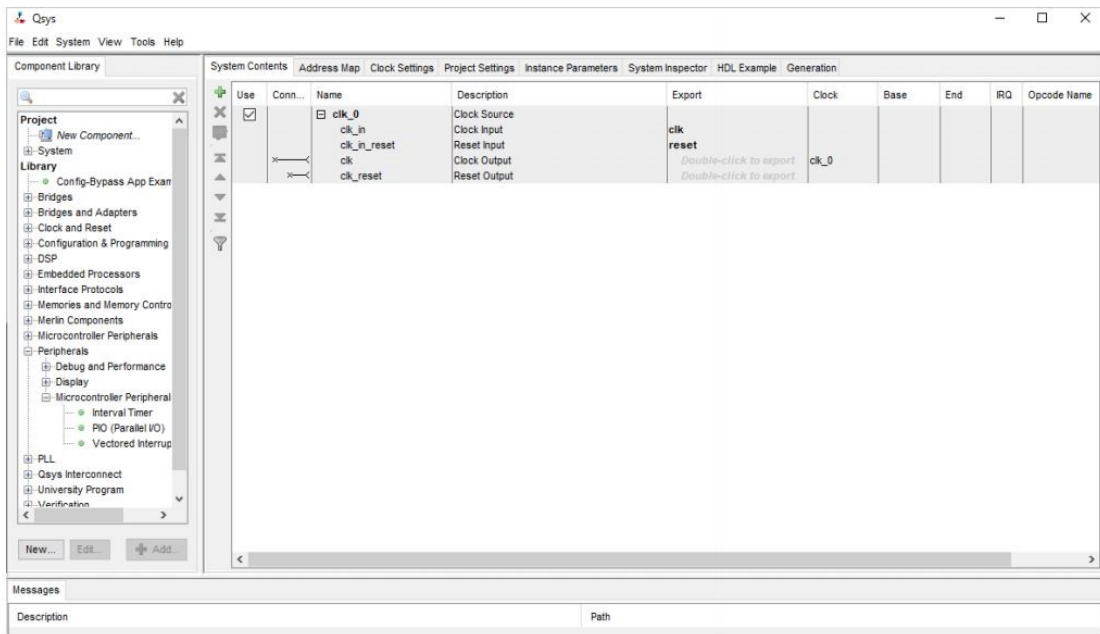 Qsys
File Edit System View Tools Help
Component Library
Project
New Component...
System
Library
Config-Bypass App Exam
Bridges
Bridges and Adapters
Clock and Reset
Configuration & Programming
DSP
Embedded Processors
Interface Protocols
Memories and Memory Contro
Merlin Components
Microcontroller Peripherals
Peripherals
Debug and Performance
Display
Microcontroller Peripheral
Interval Timer
PIO (Parallel I/O)
Vectored Interrup
PLL
Qsys Interconnect
University Program
Verification
New... Edit... Add...
System Contents Address Map Clock Settings Project Settings Instance Parameters System Inspector HDL Example Generation
Use Conn... Name Description Export Clock Base End IRQ Opcode Name
clk_0 Clock Source
clk_in Clock Input clk
clk_in_reset Reset Input reset
clk Clock Output Double-click to export clk_0
clk_reset Reset Output Double-click to export
Messages
Description Path